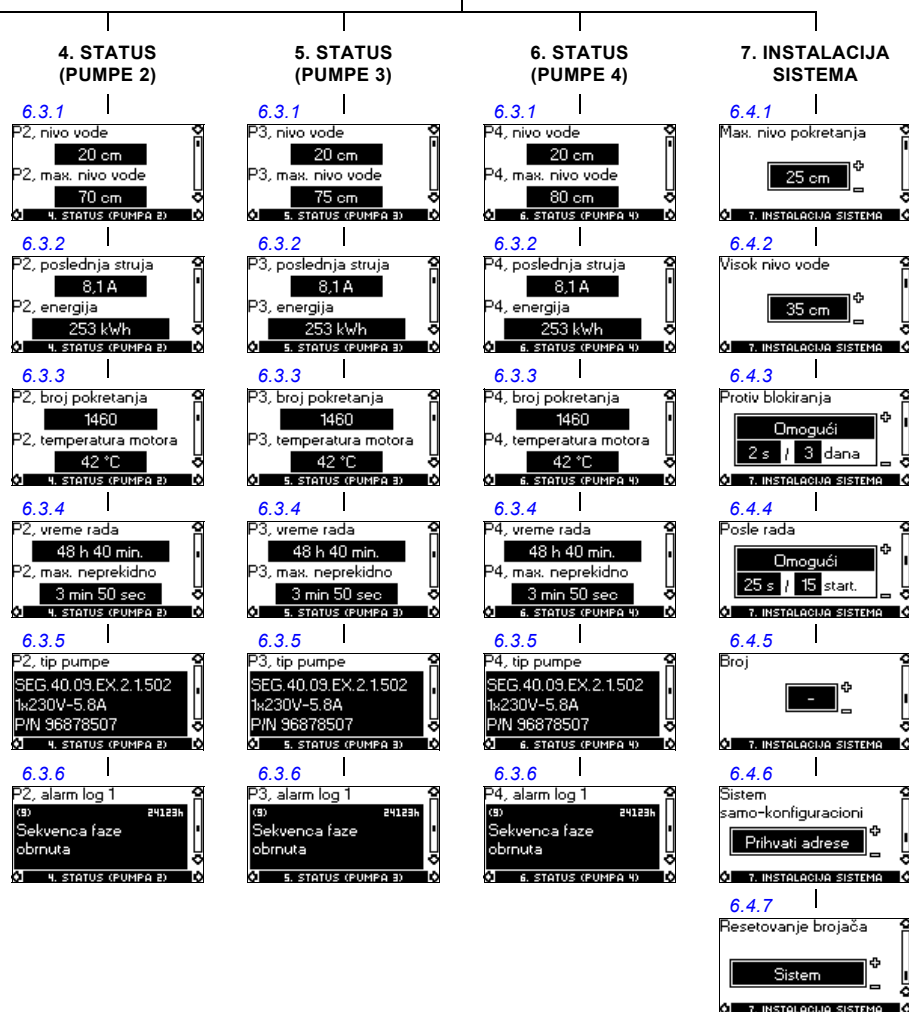 4. STATUS
(PUMPE 2)
6.3.1
P2, nivo vode
20 cm
P2, max. nivo vode
70 cm
4. STATUS (PUMPA 2)
6.3.2
P2, poslednja struja
8,1 A
P2, energija
253 kWh
4. STATUS (PUMPA 2)
6.3.3
P2, broj pokretanja
1460
P2, temperatura motora
42 °C
4. STATUS (PUMPA 2)
6.3.4
P2, vreme rada
48 h 40 min.
P2, max. neprekidno
3 min 50 sec
4. STATUS (PUMPA 2)
6.3.5
P2, tip pumpe
SEG.40.09.EX.2.1.502
1x230V-5.8A
P/N 96878507
4. STATUS (PUMPA 2)
6.3.6
P2, alarm log 1
(9) 24123h
Sekvenca faze
obrnuta
4. STATUS (PUMPA 2)
5. STATUS
(PUMPE 3)
6.3.1
P3, nivo vode
20 cm
P3, max. nivo vode
75 cm
5. STATUS (PUMPA 3)
6.3.2
P3, poslednja struja
8,1 A
P3, energija
253 kWh
5. STATUS (PUMPA 3)
6.3.3
P3, broj pokretanja
1460
P3, temperatura motora
42 °C
5. STATUS (PUMPA 3)
6.3.4
P3, vreme rada
48 h 40 min.
P3, max. neprekidno
3 min 50 sec
5. STATUS (PUMPA 3)
6.3.5
P3, tip pumpe
SEG.40.09.EX.2.1.502
1x230V-5.8A
P/N 96878507
5. STATUS (PUMPA 3)
6.3.6
P3, alarm log 1
(9) 24123h
Sekvenca faze
obrnuta
5. STATUS (PUMPA 3)
6. STATUS
(PUMPE 4)
6.3.1
P4, nivo vode
20 cm
P4, max. nivo vode
80 cm
6. STATUS (PUMPA 4)
6.3.2
P4, poslednja struja
8,1 A
P4, energija
253 kWh
6. STATUS (PUMPA 4)
6.3.3
P4, broj pokretanja
1460
P4, temperatura motora
42 °C
6. STATUS (PUMPA 4)
6.3.4
P4, vreme rada
48 h 40 min.
P4, max. neprekidno
3 min 50 sec
6. STATUS (PUMPA 4)
6.3.5
P4, tip pumpe
SEG.40.09.EX.2.1.502
1x230V-5.8A
P/N 96878507
6. STATUS (PUMPA 4)
6.3.6
P4, alarm log 1
(9) 24123h
Sekvenca faze
obrnuta
6. STATUS (PUMPA 4)
7. INSTALACIJA
SISTEMA
6.4.1
Max. nivo pokretanja
25 cm
7. INSTALACIJA SISTEMA
6.4.2
Visok nivo vode
35 cm
7. INSTALACIJA SISTEMA
6.4.3
Protiv blokiranja
Omogući
2 s / 3 dana
7. INSTALACIJA SISTEMA
6.4.4
Posle rada
Omogući
25 s / 15 start.
7. INSTALACIJA SISTEMA
6.4.5
Broj
-
7. INSTALACIJA SISTEMA
6.4.6
Sistem
samo-konfiguracioni
Prihvati adrese
7. INSTALACIJA SISTEMA
6.4.7
Resetovanje brojača
Sistem
7. INSTALACIJA SISTEMA